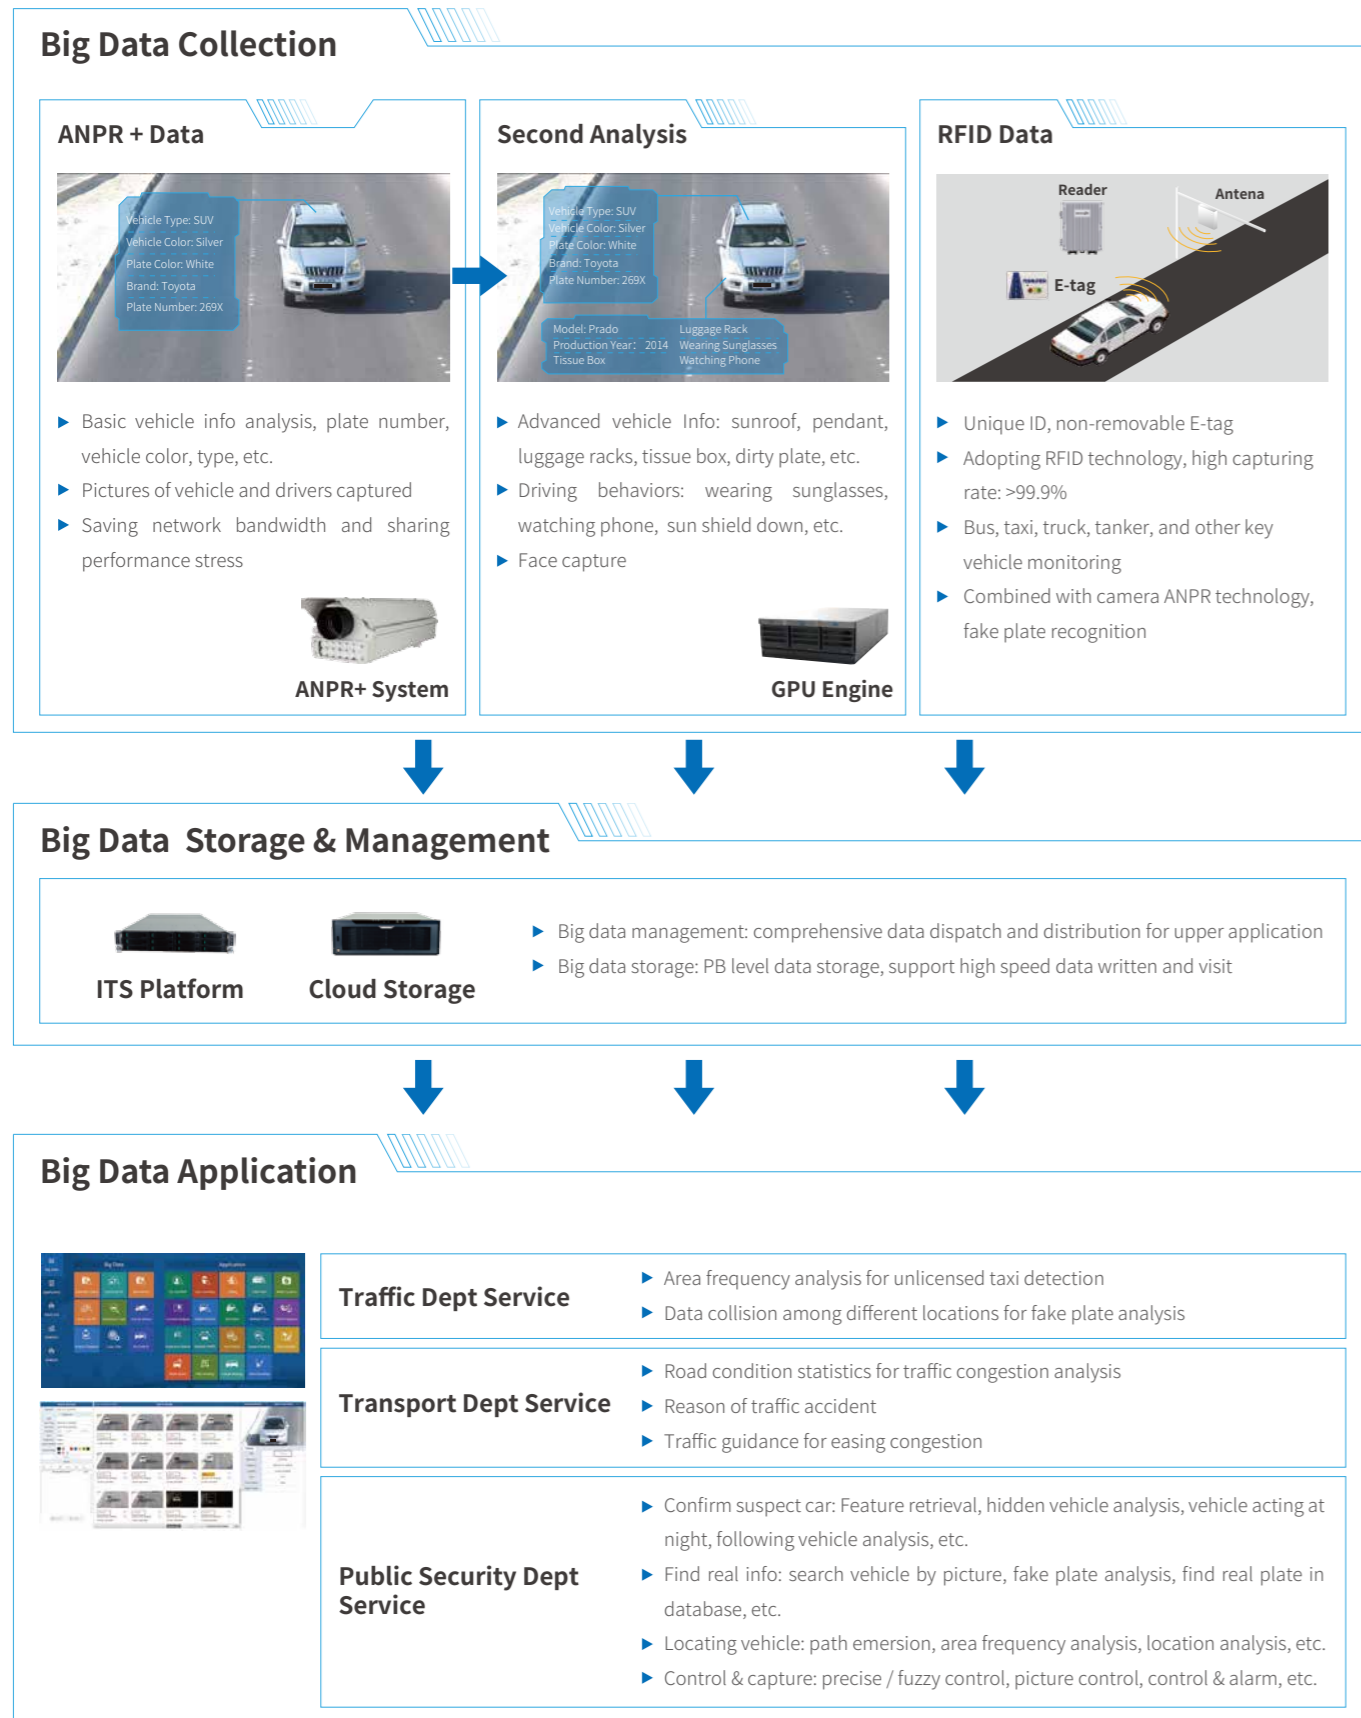 Big Data Collection
ANPR + Data
Vehicle Type: SUV
Vehicle Color: Silver
Plate Color: White
Brand: Toyota
Plate Number: 269X
Basic vehicle info analysis, plate number,
vehicle color, type, etc.
Pictures of vehicle and drivers captured
Saving network bandwidth and sharing
performance stress
ANPR+ System
Second Analysis
Vehicle Type: SUV
Vehicle Color: Silver
Plate Color: White
Brand: Toyota
Plate Number: 269X
Model: Prado
Production Year: 2014
Tissue Box
Luggage Rack
Wearing Sunglasses
Watching Phone
Advanced vehicle Info: sunroof, pendant,
luggage racks, tissue box, dirty plate, etc.
Driving behaviors: wearing sunglasses,
watching phone, sun shield down, etc.
Face capture
GPU Engine
RFID Data
Reader
Antena
E-tag
Unique ID, non-removable E-tag
Adopting RFID technology, high capturing
rate: >99.9%
Bus, taxi, truck, tanker, and other key
vehicle monitoring
Combined with camera ANPR technology,
fake plate recognition
Big Data Storage & Management
ITS Platform
Cloud Storage
Big data management: comprehensive data dispatch and distribution for upper application
Big data storage: PB level data storage, support high speed data written and visit
Big Data Application
Big Data
Application
Traffic Dept Service
Area frequency analysis for unlicensed taxi detection
Data collision among different locations for fake plate analysis
Transport Dept Service
Road condition statistics for traffic congestion analysis
Reason of traffic accident
Traffic guidance for easing congestion
Public Security Dept
Service
Confirm suspect car: Feature retrieval, hidden vehicle analysis, vehicle acting at
night, following vehicle analysis, etc.
Find real info: search vehicle by picture, fake plate analysis, find real plate in
database, etc.
Locating vehicle: path emersion, area frequency analysis, location analysis, etc.
Control & capture: precise / fuzzy control, picture control, control & alarm, etc.